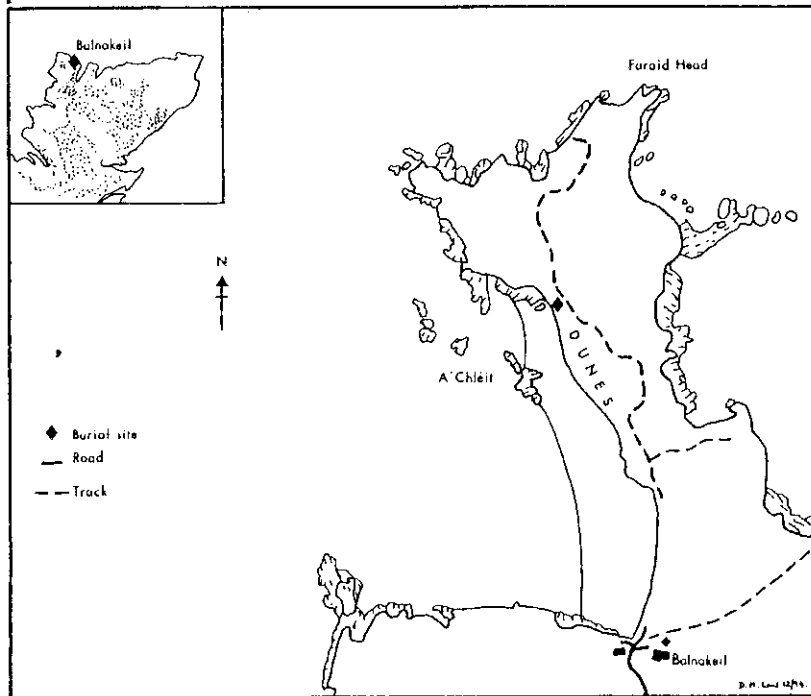 Balnakeil
Faraid Head
N
DUNES
A'Chléit
Burial site
Road
Track
Balnakeil